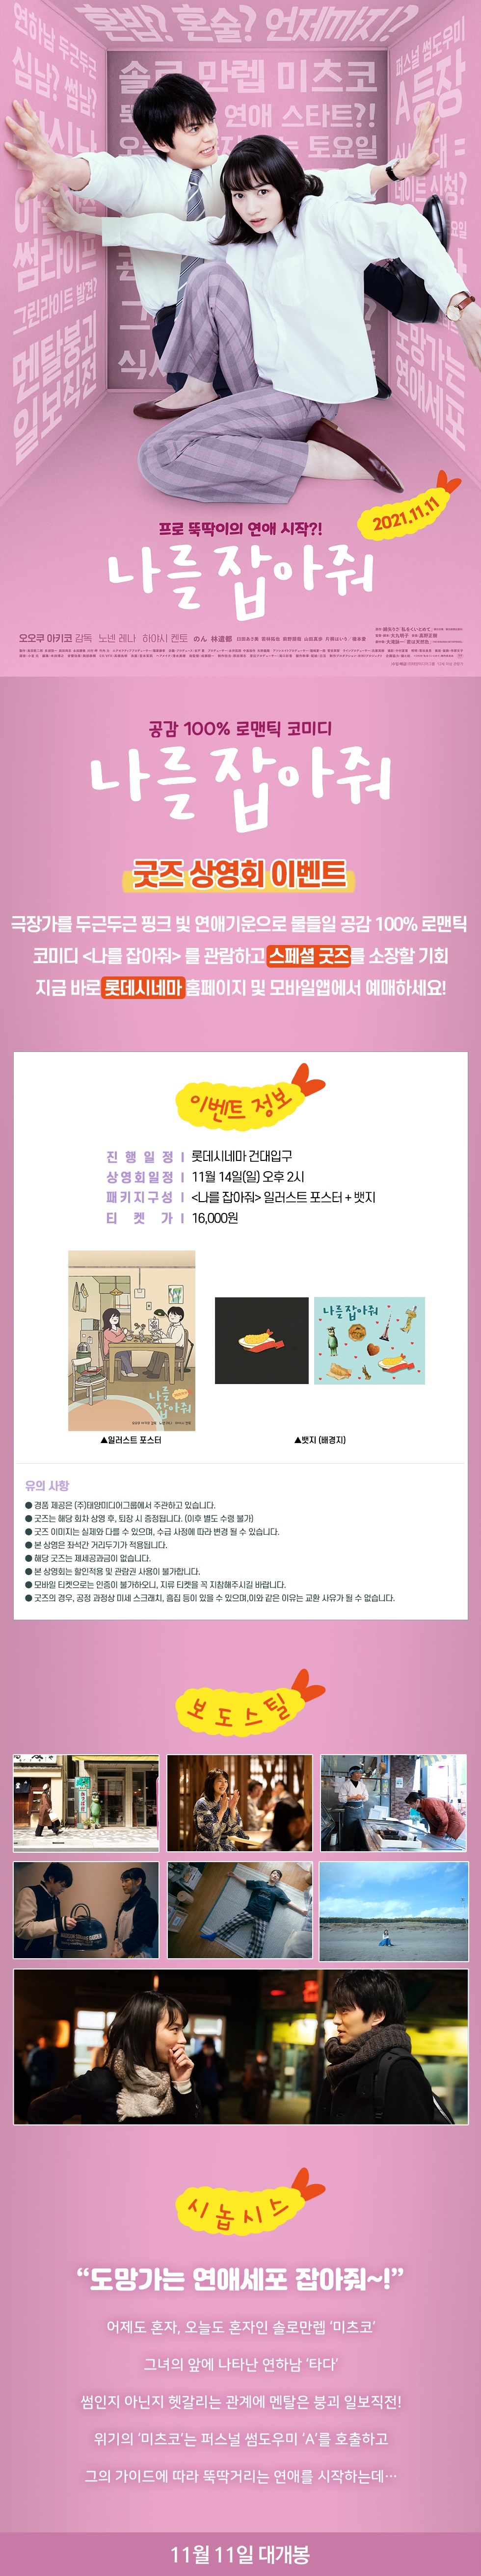 혼밥? 혼술? 언제까지!?
연하남 두근두근
심남? 썸남?
썸라이프
그린라이트 발견?
멘탈붕괴
일보직전
솔로 만렙 미츠코
연애 스타트?!
토요일
퍼스널 썸도우미
A등장
데이트 신청?
도망가는
연애세포
2021.11.11
프로 뚝딱이의 연애 시작?!
나를 잡아줘
오오쿠 아키코 감독 노넨 레나 하야시 켄토 のん 林遣都
공감 100% 로맨틱 코미디
나를 잡아줘
굿즈 상영회 이벤트
극장가를 두근두근 핑크 빛 연애기운으로 물들일 공감 100% 로맨틱
코미디 <나를 잡아줘> 를 관람하고 스페셜 굿즈를 소장할 기회
지금 바로 롯데시네마 홈페이지 및 모바일앱에서 예매하세요!
이벤트 정보
진행일정 | 롯데시네마 건대입구
상영회일정 | 11월 14일(일) 오후 2시
패키지구성 | <나를 잡아줘> 일러스트 포스터 + 뱃지
티켓가 | 16,000원
나를
잡아줘
나를 잡아줘
▲일러스트 포스터
▲뱃지 (배경지)
유의 사항
● 경품 제공은 (주)태양미디어그룹에서 주관하고 있습니다.
● 굿즈는 해당 회차 상영 후, 퇴장 시 증정됩니다. (이후 별도 수령 불가)
● 굿즈 이미지는 실제와 다를 수 있으며, 수급 사정에 따라 변경 될 수 있습니다.
● 본 상영은 좌석간 거리두기가 적용됩니다.
● 해당 굿즈는 제세공과금이 없습니다.
● 본 상영회는 할인적용 및 관람권 사용이 불가합니다.
● 모바일 티켓으로는 인증이 불가하오니, 지류 티켓을 꼭 지참해주시길 바랍니다.
● 굿즈의 경우, 공정 과정상 미세 스크래치, 흠집 등이 있을 수 있으며,이와 같은 이유는 교환 사유가 될 수 없습니다.
보도스틸
시놉시스
“도망가는 연애세포 잡아줘~!”
어제도 혼자, 오늘도 혼자인 솔로만렙 ‘미츠코’
그녀의 앞에 나타난 연하남 ‘타다’
썸인지 아닌지 헷갈리는 관계에 멘탈은 붕괴 일보직전!
위기의 ‘미츠코’는 퍼스널 썸도우미 ‘A’를 호출하고
그의 가이드에 따라 뚝딱거리는 연애를 시작하는데…
11월 11일 대개봉